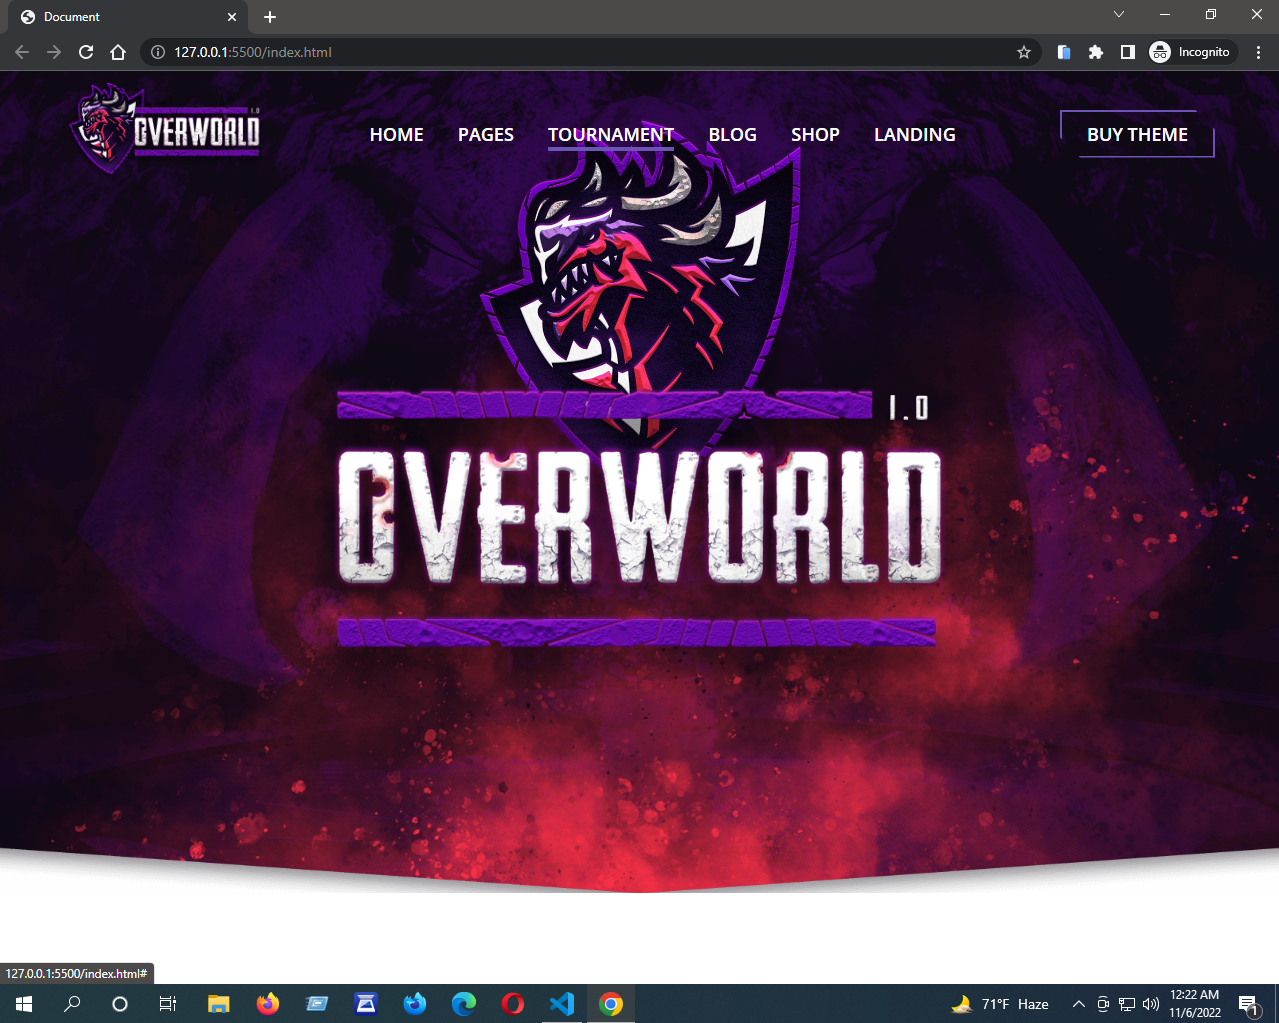 Document
127.0.0.1:5500/index.html
Incognito
1.0
OVERWORLD
HOME PAGES TOURNAMENT BLOG SHOP LANDING
BUY THEME
1.0
OVERWORLD
127.0.0.1:5500/index.html#
71°F Haze
12:22 AM
11/6/2022
1